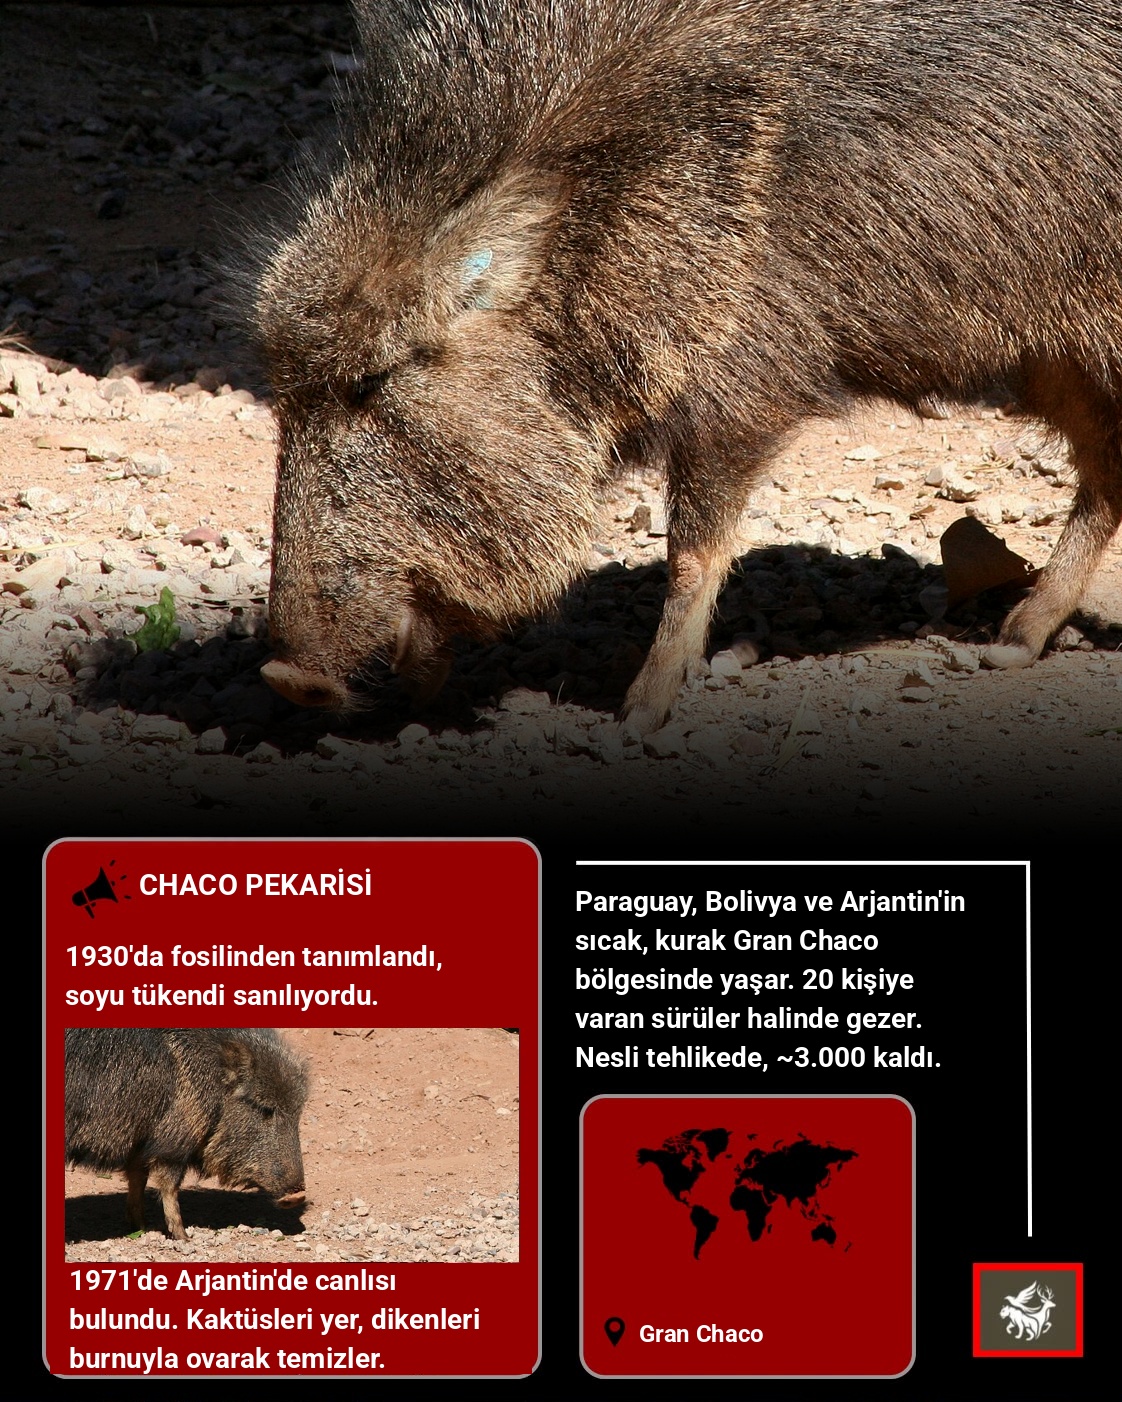 CHACO PEKARİSİ
1930'da fosilinden tanımlandı,
soyu tükendi sanılıyordu.
1971'de Arjantin'de canlısı
bulundu. Kaktüsleri yer, dikenleri
burnuyla ovarak temizler.
Paraguay, Bolivya ve Arjantin'in
sıcak, kurak Gran Chaco
bölgesinde yaşar. 20 kişiye
varan sürüler halinde gezer.
Nesli tehlikede, ~3.000 kaldı.
Gran Chaco